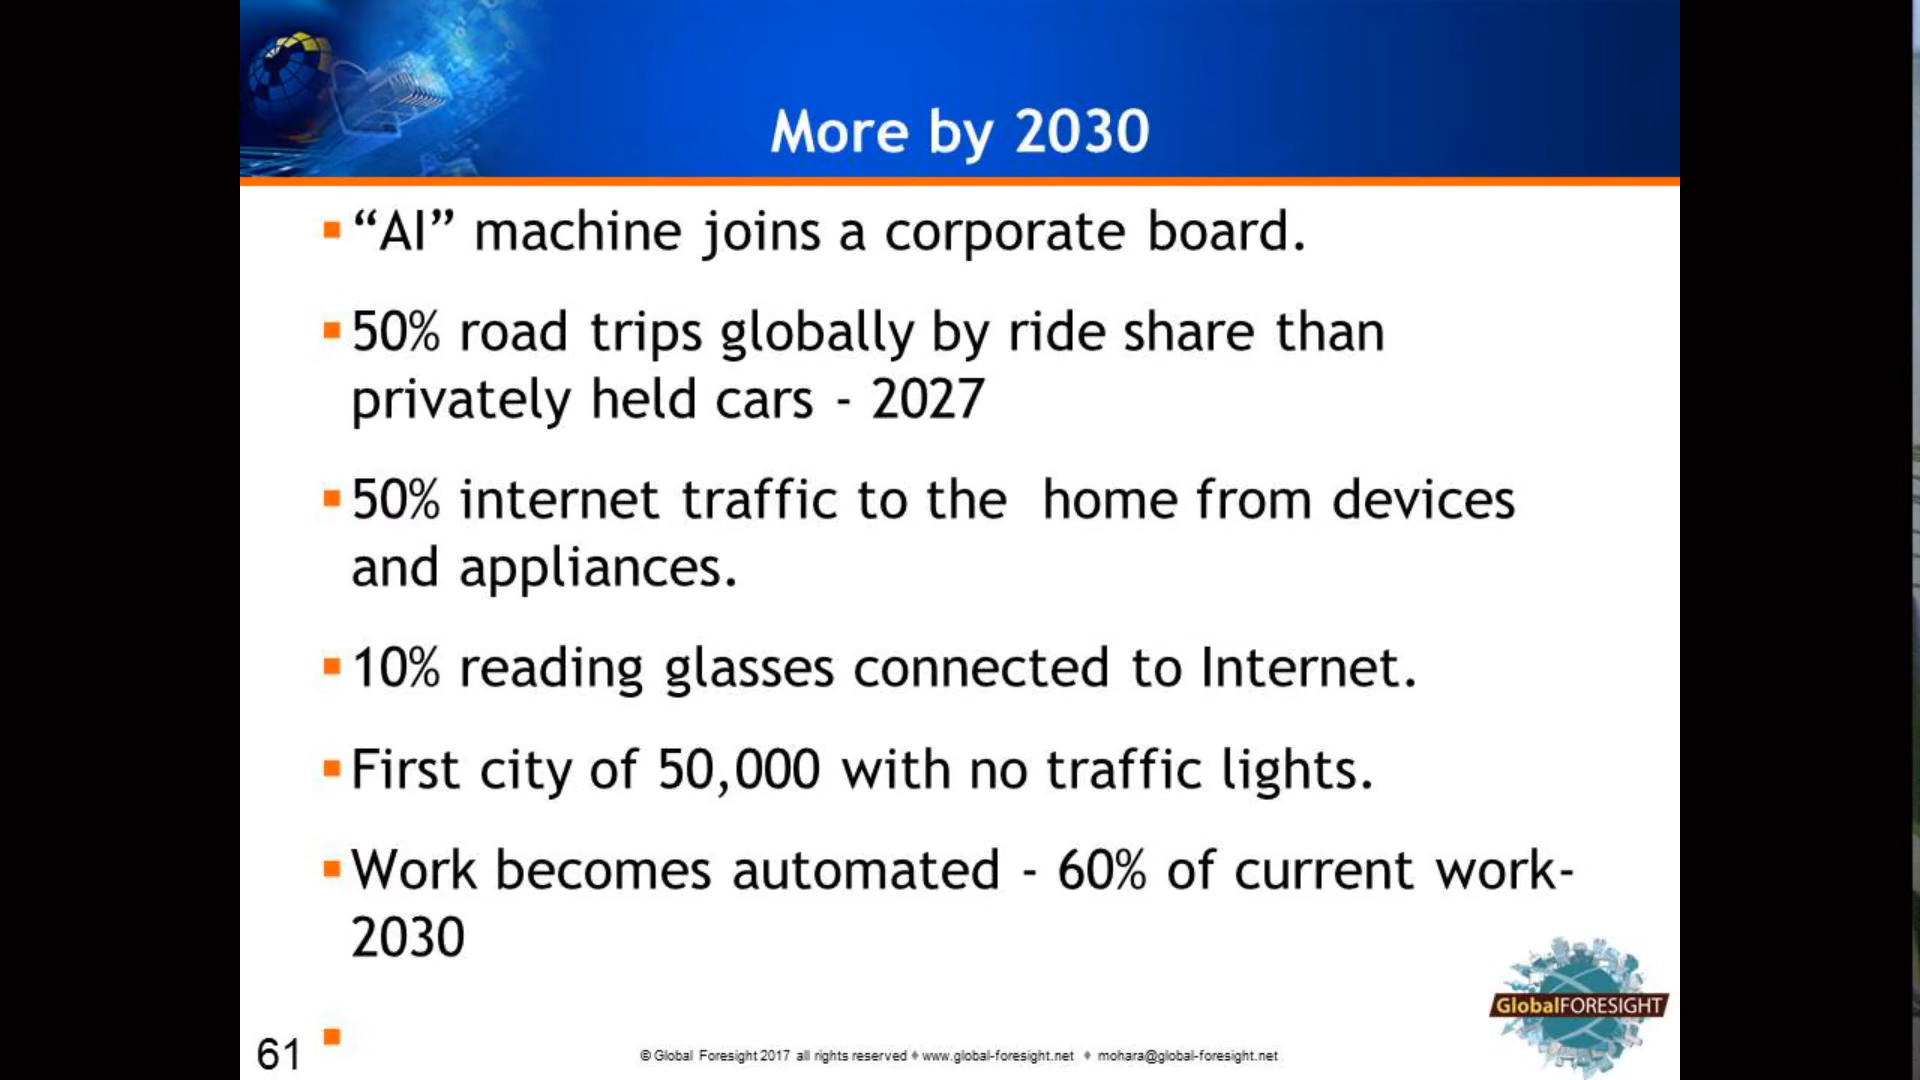 More by 2030
“AI” machine joins a corporate board.
50% road trips globally by ride share than
privately held cars - 2027
50% internet traffic to the home from devices
and appliances.
10% reading glasses connected to Internet.
First city of 50,000 with no traffic lights.
Work becomes automated - 60% of current work-
2030
GlobalFORESIGHT
61
© Global Foresight 2017 all rights reserved ♦ www.global-foresight.net ♦ mohara@global-foresight.net